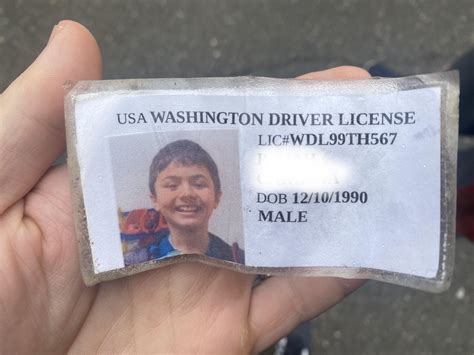 USA WASHINGTON DRIVER LICENSE
LIC#WDL99TH567
DOB 12/10/1990
MALE